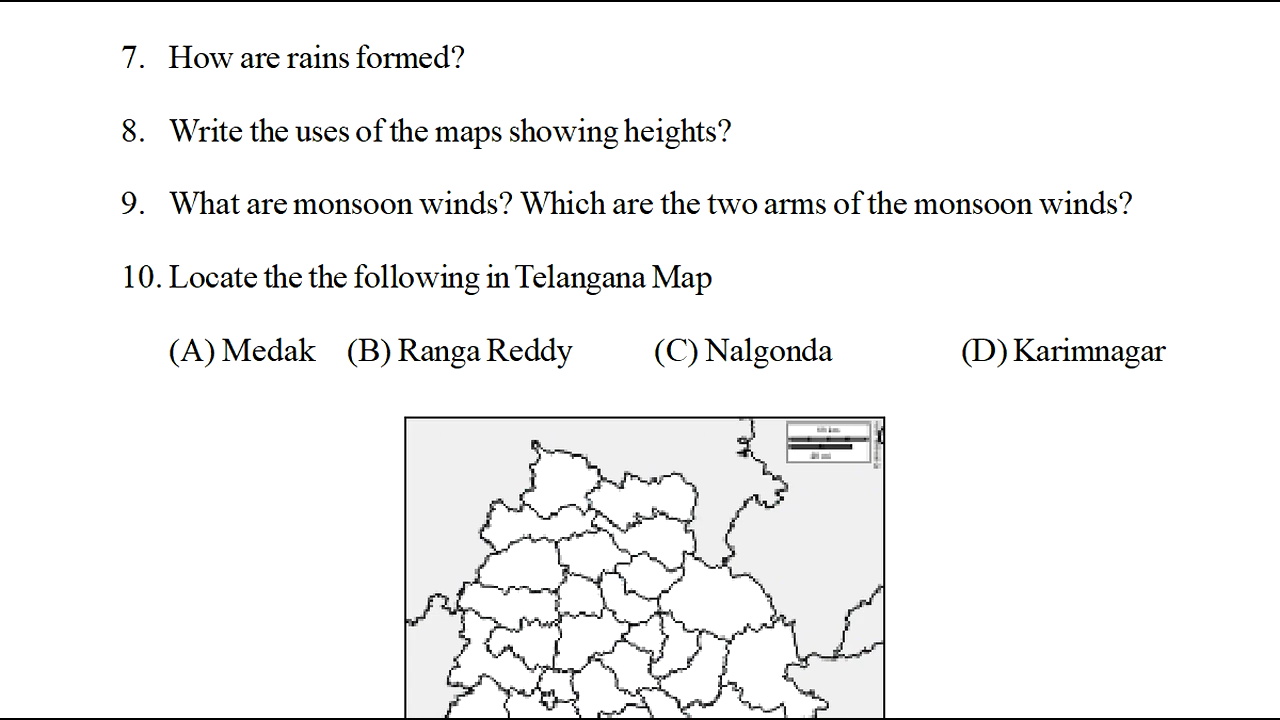 7. How are rains formed?
8. Write the uses of the maps showing heights?
9. What are monsoon winds? Which are the two arms of the monsoon winds?
10. Locate the the following in Telangana Map
(A) Medak (B) Ranga Reddy (C) Nalgonda (D) Karimnagar